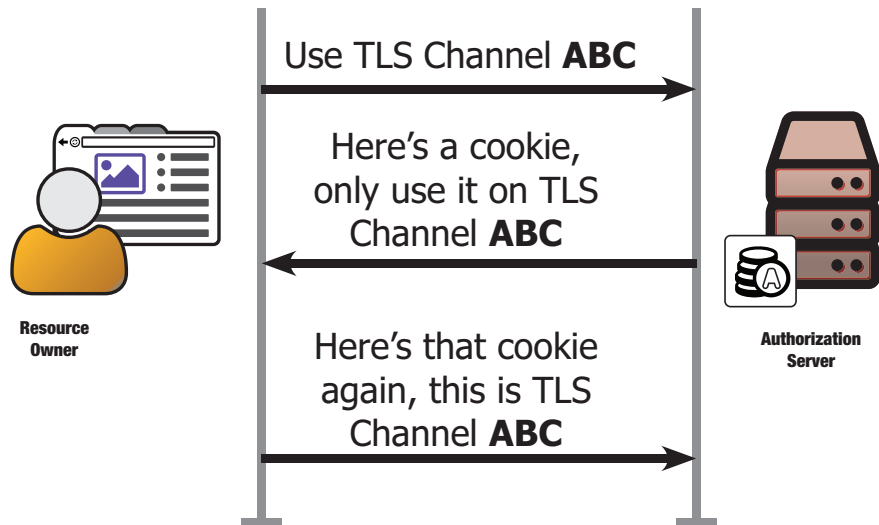 Use TLS Channel ABC
Here’s a cookie,
only use it on TLS
Channel ABC
A
Resource
Owner
Authorization
Server
Here’s that cookie
again, this is TLS
Channel ABC